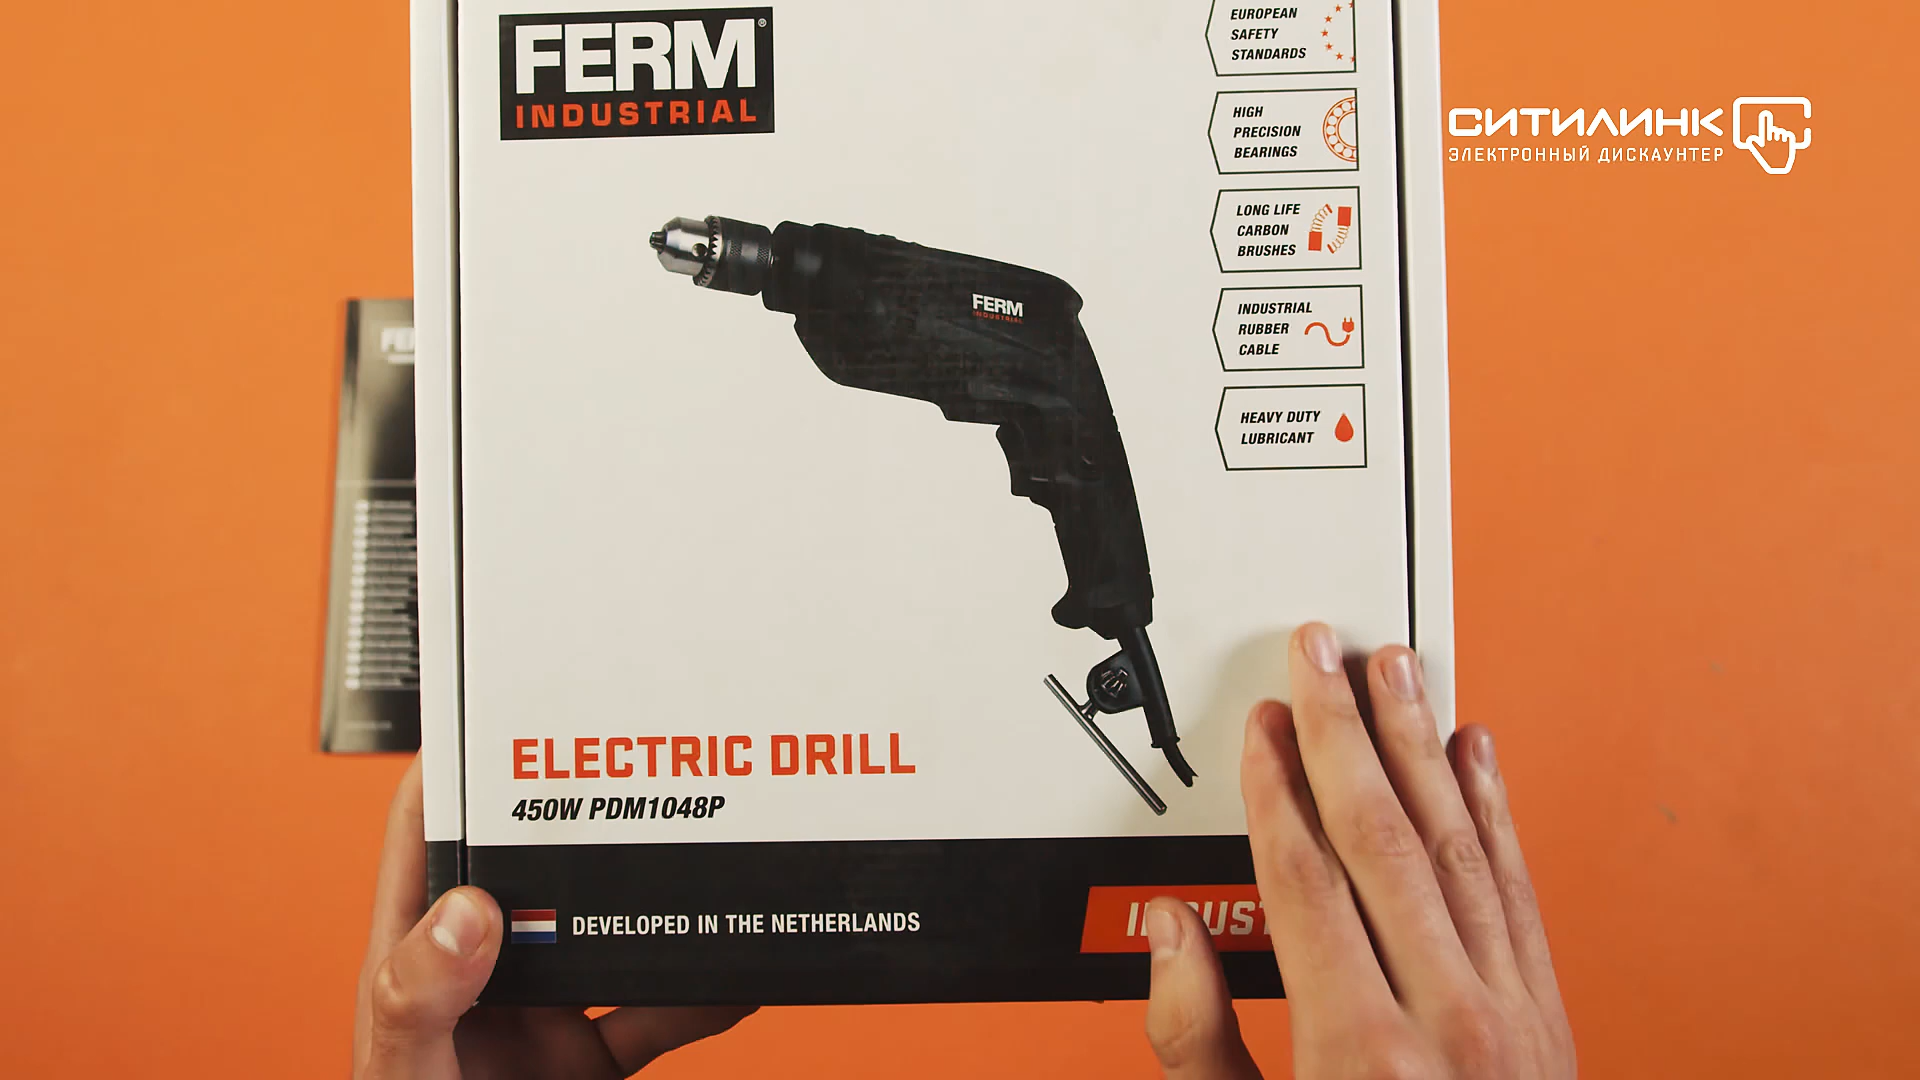 FERM®
INDUSTRIAL
EUROPEAN
SAFETY
STANDARDS
HIGH
PRECISION
BEARINGS
LONG LIFE
CARBON
BRUSHES
INDUSTRIAL
RUBBER
CABLE
HEAVY DUTY
LUBRICANT
СИТИЛИНК
ЭЛЕКТРОННЫЙ ДИСКАУНТЕР
FERM
INDUSTRIAL
ELECTRIC DRILL
450W PDM1048P
DEVELOPED IN THE NETHERLANDS